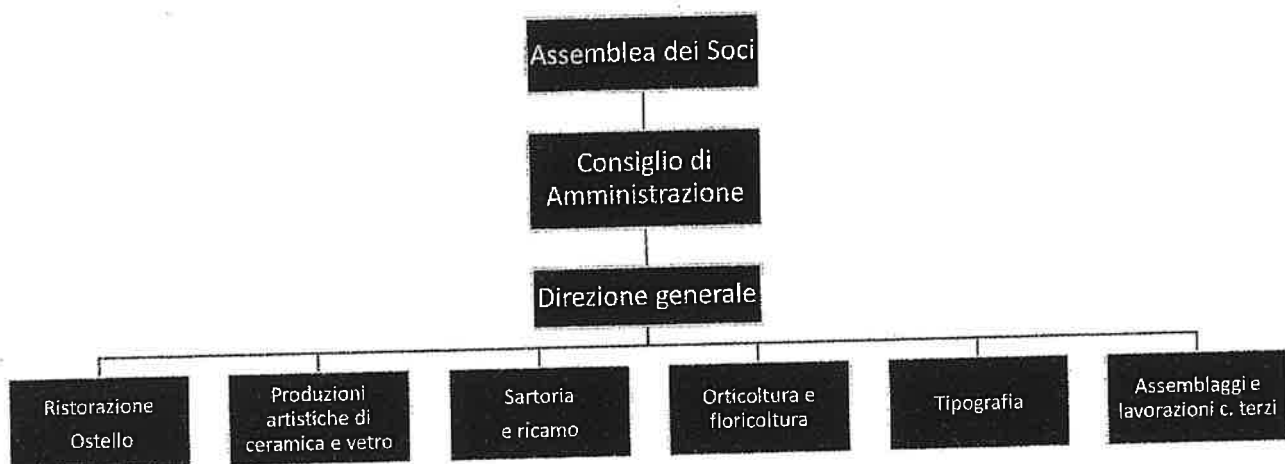 Assemblea dei Soci
Consiglio di
Amministrazione
Direzione generale
Ristorazione
Ostello
Produzioni
artistiche di
ceramica e vetro
Sartoria
e ricamo
Orticoltura e
floricoltura
Tipografia
Assemblaggi e
lavorazioni c. terzi